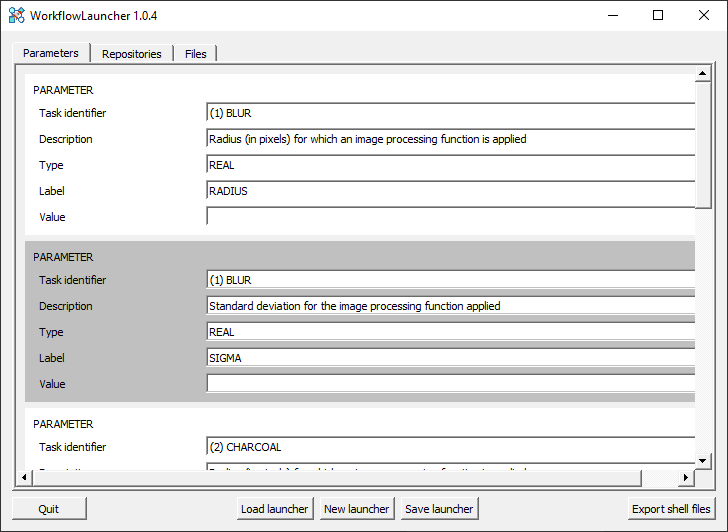 WorkflowLauncher 1.0.4
Parameters Repositories Files
PARAMETER
Task identifier (1) BLUR
Description Radius (in pixels) for which an image processing function is applied
Type REAL
Label RADIUS
Value
PARAMETER
Task identifier (1) BLUR
Description Standard deviation for the image processing function applied
Type REAL
Label SIGMA
Value
PARAMETER
Task identifier (2) CHARCOAL
Quit Load launcher New launcher Save launcher Export shell files